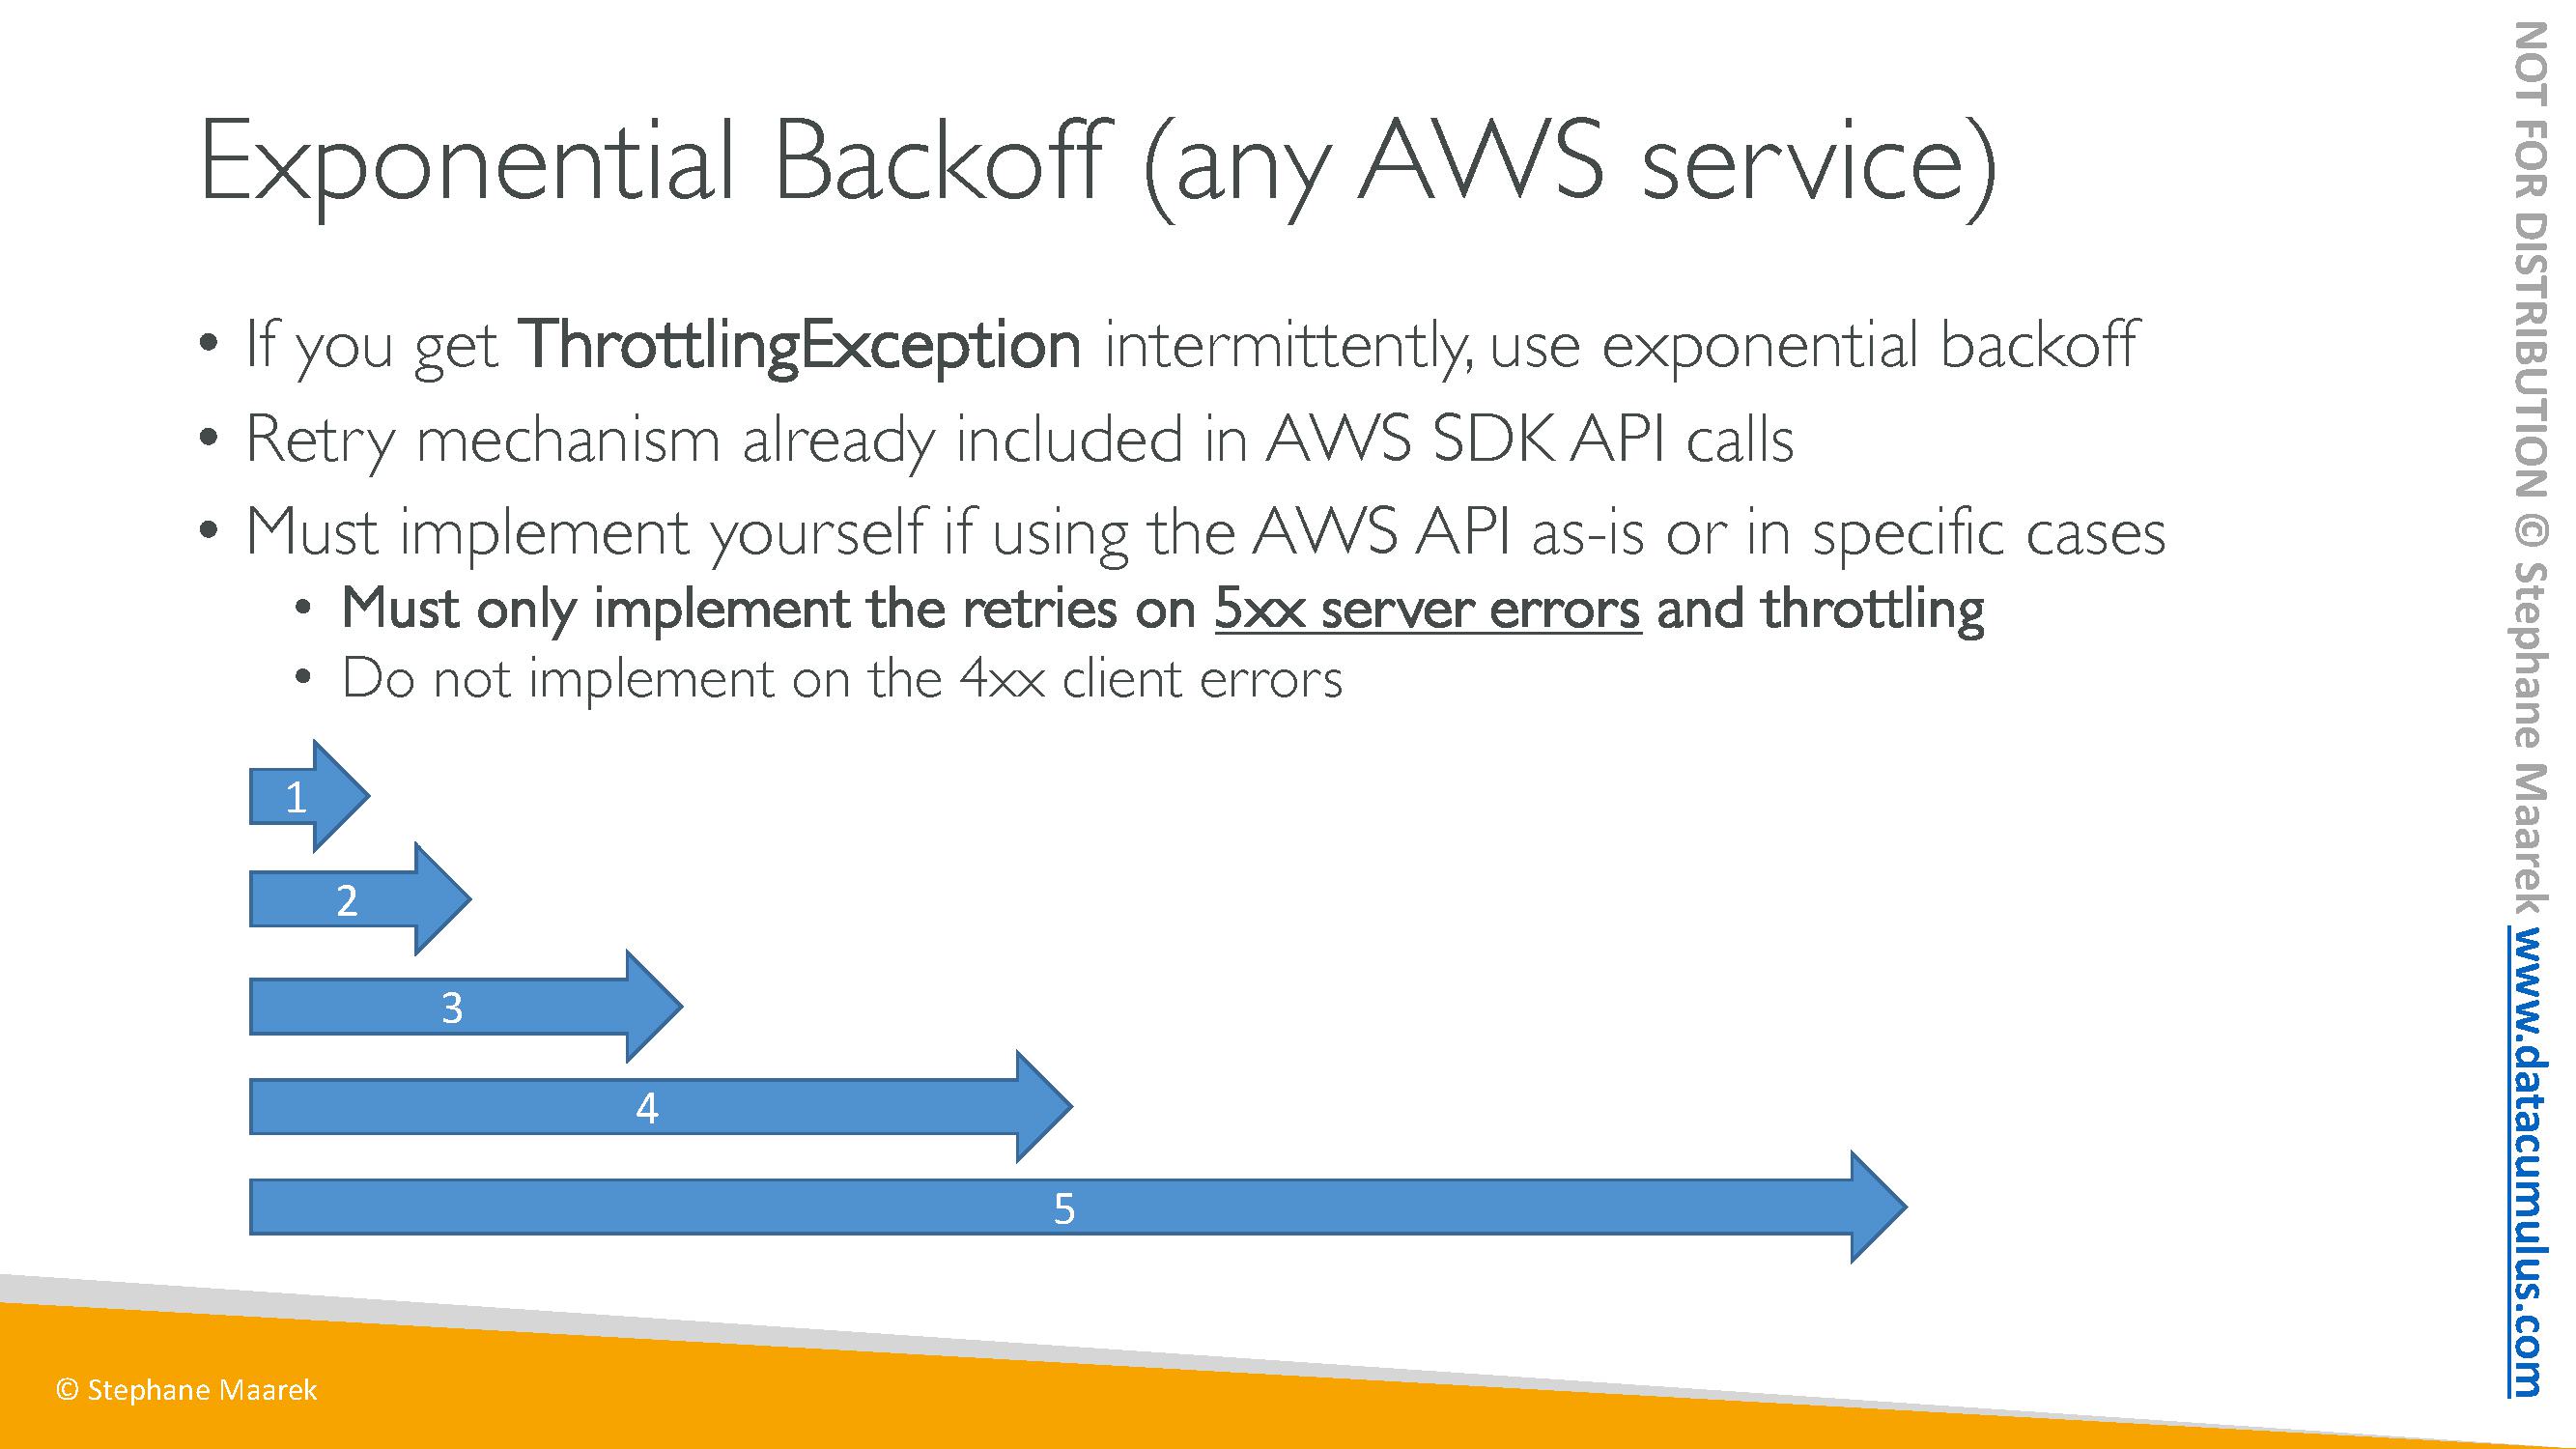 Exponential Backoff (any AWS service)
• If you get ThrottlingException intermittently, use exponential backoff
• Retry mechanism already included in AWS SDK API calls
• Must implement yourself if using the AWS API as-is or in specific cases
• Must only implement the retries on 5xx server errors and throttling
• Do not implement on the 4xx client errors
1
2
3
4
5
© Stephane Maarek
NOT FOR DISTRIBUTION © Stephane Maarek www.datacumulus.com